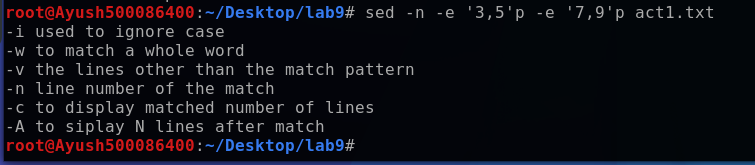 root@Ayush500086400:~/Desktop/lab9# sed -n -e '3,5'p -e '7,9'p act1.txt
-i used to ignore case
-w to match a whole word
-v the lines other than the match pattern
-n line number of the match
-c to display matched number of lines
-A to siplay N lines after match
root@Ayush500086400:~/Desktop/lab9#